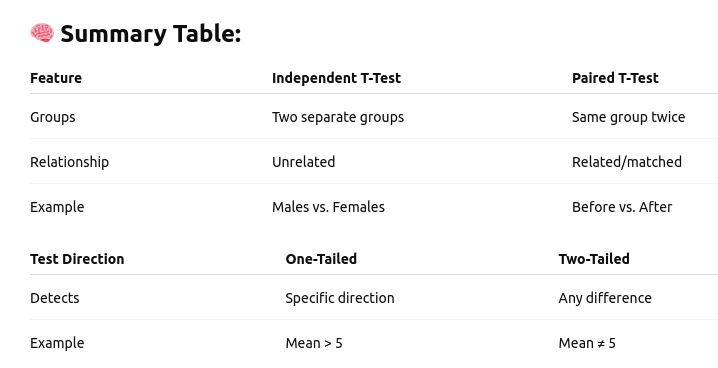 🧠 Summary Table:
Feature Independent T-Test Paired T-Test
Groups Two separate groups Same group twice
Relationship Unrelated Related/matched
Example Males vs. Females Before vs. After
Test Direction One-Tailed Two-Tailed
Detects Specific direction Any difference
Example Mean > 5 Mean ≠ 5